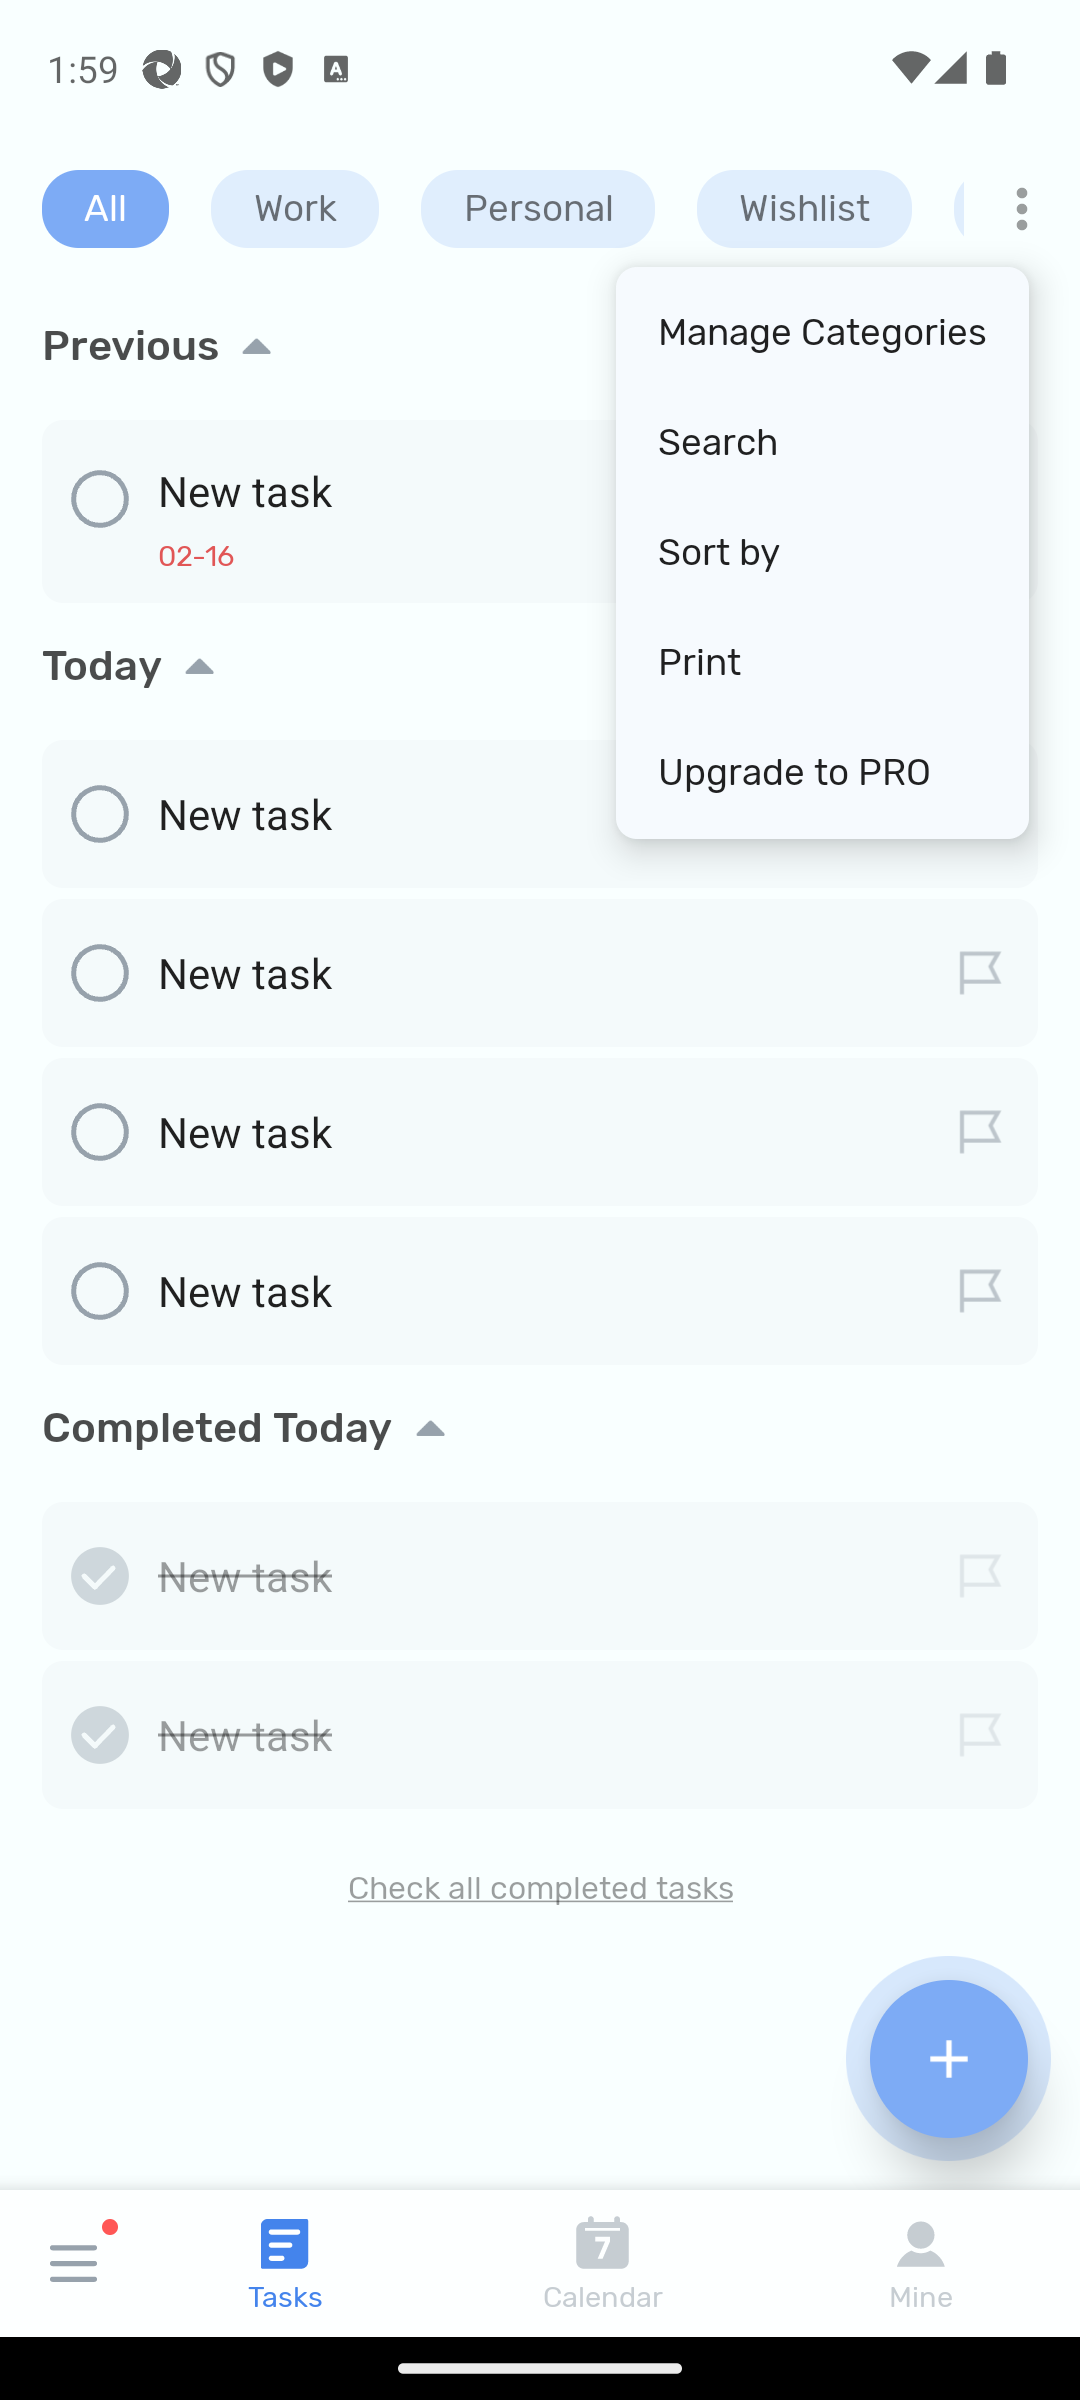 1:59
All
Work
Personal
Wishlist
Manage Categories
Search
Sort by
Print
Upgrade to PRO
Previous
New task
02-16
Today
New task
New task
New task
New task
Completed Today
New task
New task
Check all completed tasks
Tasks
7
Calendar
Mine